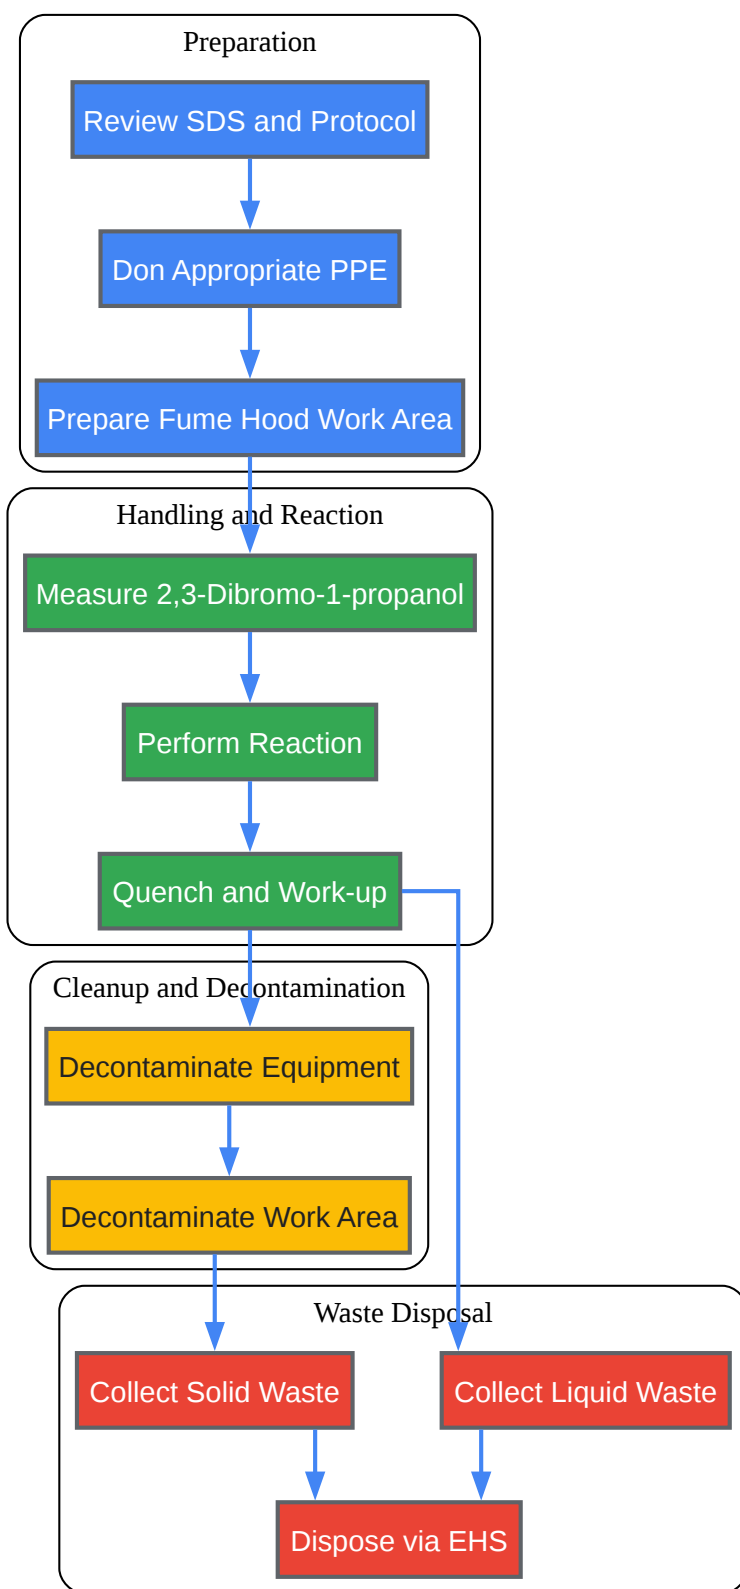 Preparation
Review SDS and Protocol
Don Appropriate PPE
Prepare Fume Hood Work Area
Handling and Reaction
Measure 2,3-Dibromo-1-propanol
Perform Reaction
Quench and Work-up
Cleanup and Decontamination
Decontaminate Equipment
Decontaminate Work Area
Waste Disposal
Collect Solid Waste
Collect Liquid Waste
Dispose via EHS